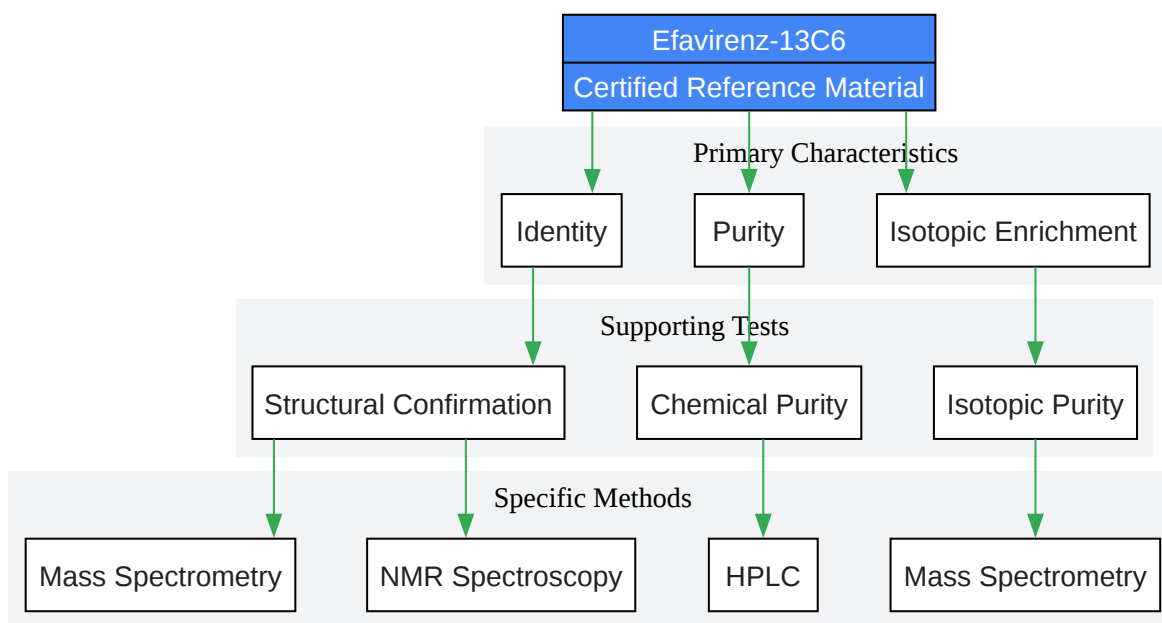 Efavirenz-13C6
Certified Reference Material
Primary Characteristics
Identity
Purity
Isotopic Enrichment
Supporting Tests
Structural Confirmation
Chemical Purity
Isotopic Purity
Specific Methods
Mass Spectrometry
NMR Spectroscopy
HPLC
Mass Spectrometry